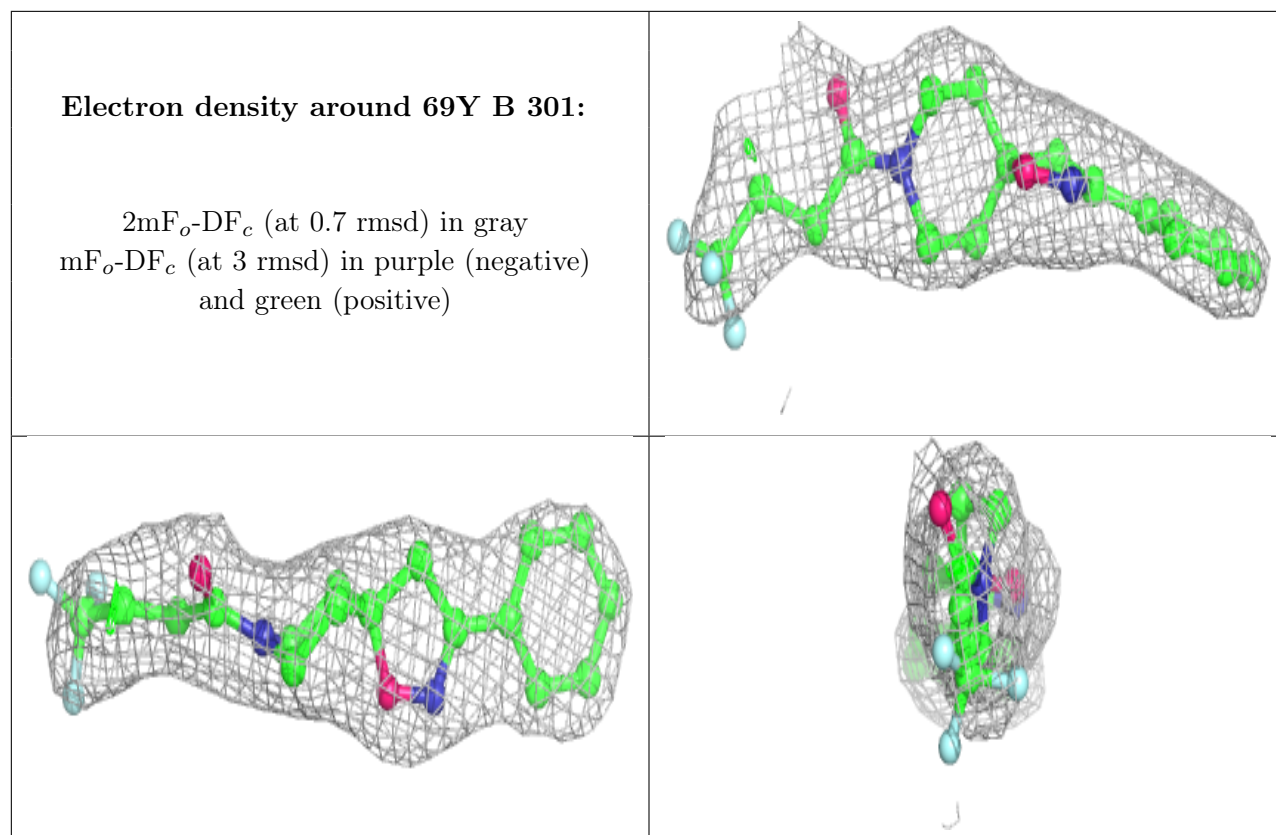 Electron density around 69Y B 301:
2mFₒ-DF𝒸 (at 0.7 rmsd) in gray
mFₒ-DF𝒸 (at 3 rmsd) in purple (negative)
and green (positive)